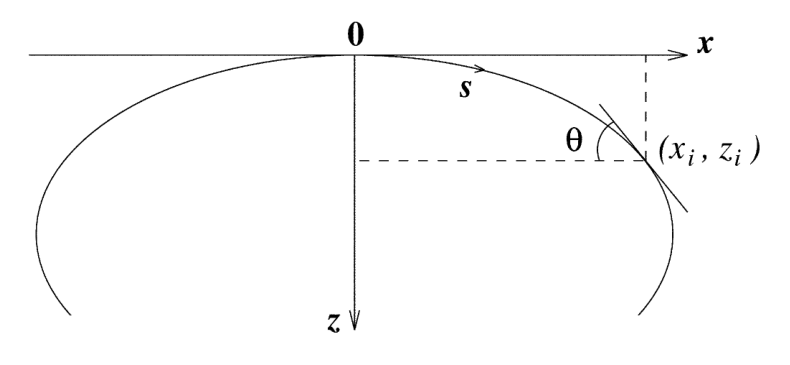 0
x
s
θ
(x_i, z_i)
z